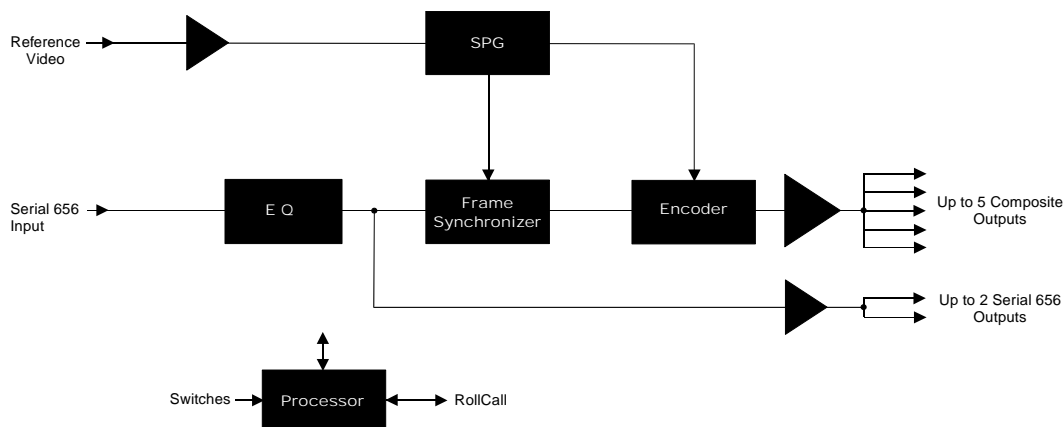 Reference
Video
SPG
Serial 656
Input
EQ
Frame
Synchronizer
Encoder
Up to 5 Composite
Outputs
Up to 2 Serial 656
Outputs
Switches
Processor
RollCall